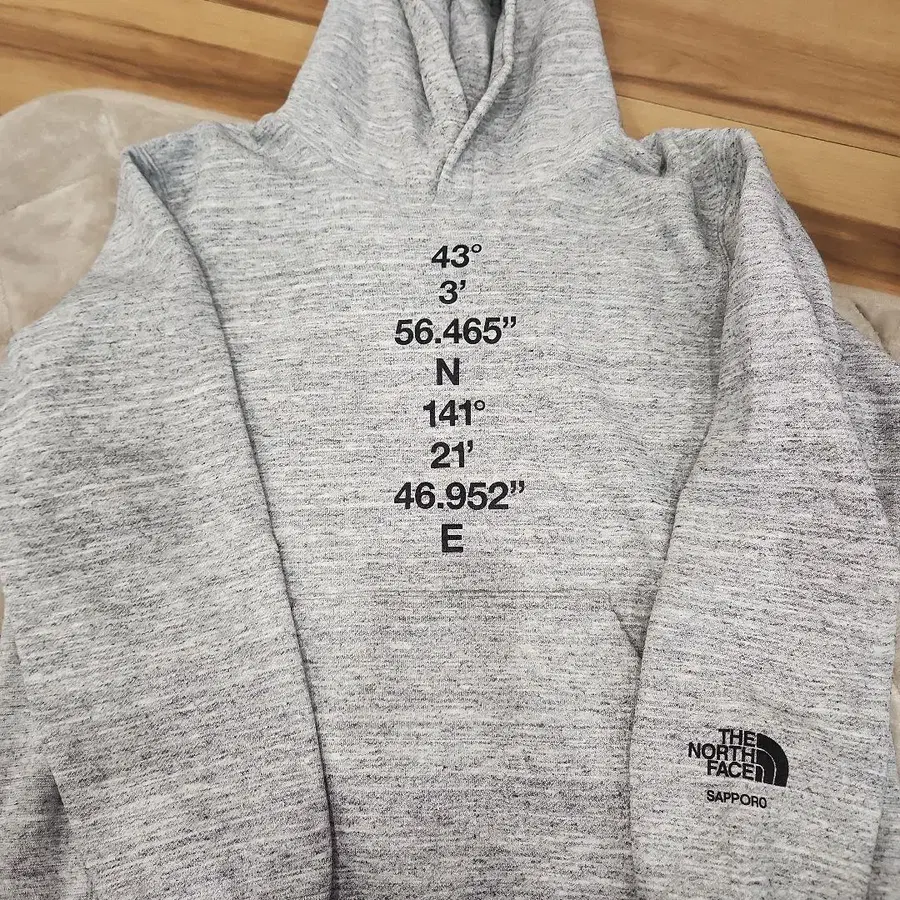 43°
3’
56.465”
N
141°
21’
46.952”
E
THE
NORTH
FACE
SAPPORO